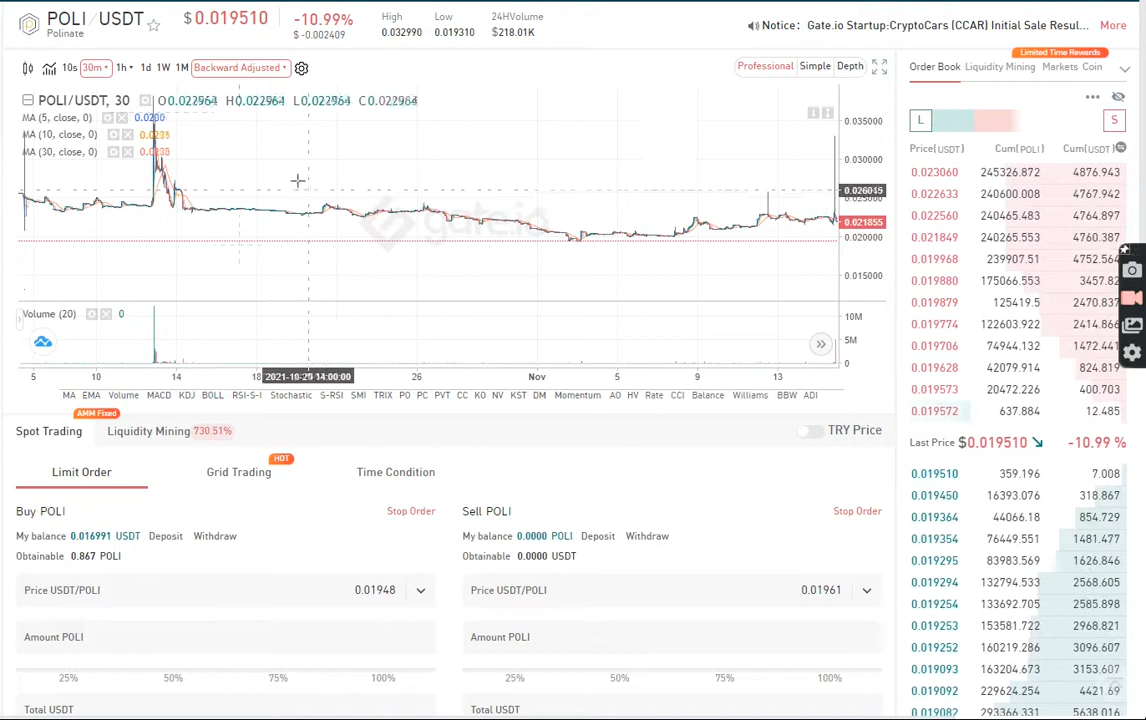 POLI/USDT
Polinate
$0.019510
-10.99%
$ -0.002409
High
0.032990
Low
0.019310
24HVolume
$218.01K
Notice: Gate.io Startup:CryptoCars (CCAR) Initial Sale Resul...
More
10s 30m 1h 1d 1W 1M Backward Adjusted
Professional Simple Depth
POLI/USDT, 30
MA (5, close, 0)
MA (10, close, 0)
MA (30, close, 0)
gate.io
0.035000
0.030000
0.026045
0.021855
0.020000
0.015000
Volume (20) 0
10M
5M
0
5 10 14 18 2021-10-20 14:00:00 26 Nov 5 9 13
MA EMA Volume MACD KDJ BOLL RSI-S-I Stochastic S-RSI SMI TRIX PO PC PVT CC KO NV KST DM Momentum AO HV Rate CCI Balance Williams BBW ADI
AMM Fixed
Spot Trading
Liquidity Mining 730.51%
TRY Price
HOT
Limit Order
Grid Trading
Time Condition
Buy POLI
Stop Order
My balance 0.016991 USDT Deposit Withdraw
Obtainable 0.867 POLI
Price USDT/POLI 0.01948
Amount POLI
25% 50% 75% 100%
Total USDT
Sell POLI
Stop Order
My balance 0.0000 POLI Deposit Withdraw
Obtainable 0.0000 USDT
Price USDT/POLI 0.01961
Amount POLI
25% 50% 75% 100%
Total USDT
Limited Time Rewards
Order Book Liquidity Mining Markets Coin
L S
Price(USDT) Cum(POLI) Cum(USDT)
0.023060 245326.872 4876.943
0.022633 240600.008 4767.942
0.022560 240465.483 4764.897
0.021849 240265.553 4760.387
0.019968 239907.51 4752.564
0.019880 175066.553 3457.82
0.019879 125419.5 2470.837
0.019774 122603.922 2414.866
0.019706 74944.132 1472.441
0.019628 42079.914 824.819
0.019573 20472.226 400.703
0.019572 637.884 12.485
Last Price $0.019510 -10.99 %
0.019510 359.196 7.008
0.019450 16393.076 318.867
0.019364 44066.18 854.729
0.019354 76449.551 1481.477
0.019295 83983.569 1626.846
0.019294 132794.533 2568.605
0.019254 133692.705 2585.898
0.019253 153581.722 2968.821
0.019252 160219.286 3096.607
0.019093 163204.673 3153.607
0.019092 229624.254 4421.69
0.019082 293366.331 5638.016